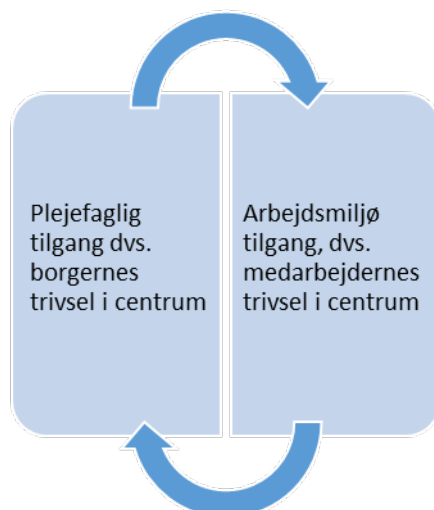 Plejefaglig
tilgang dvs.
borgernes
trivsel i centrum
Arbejdsmiljø
tilgang, dvs.
medarbejdernes
trivsel i centrum